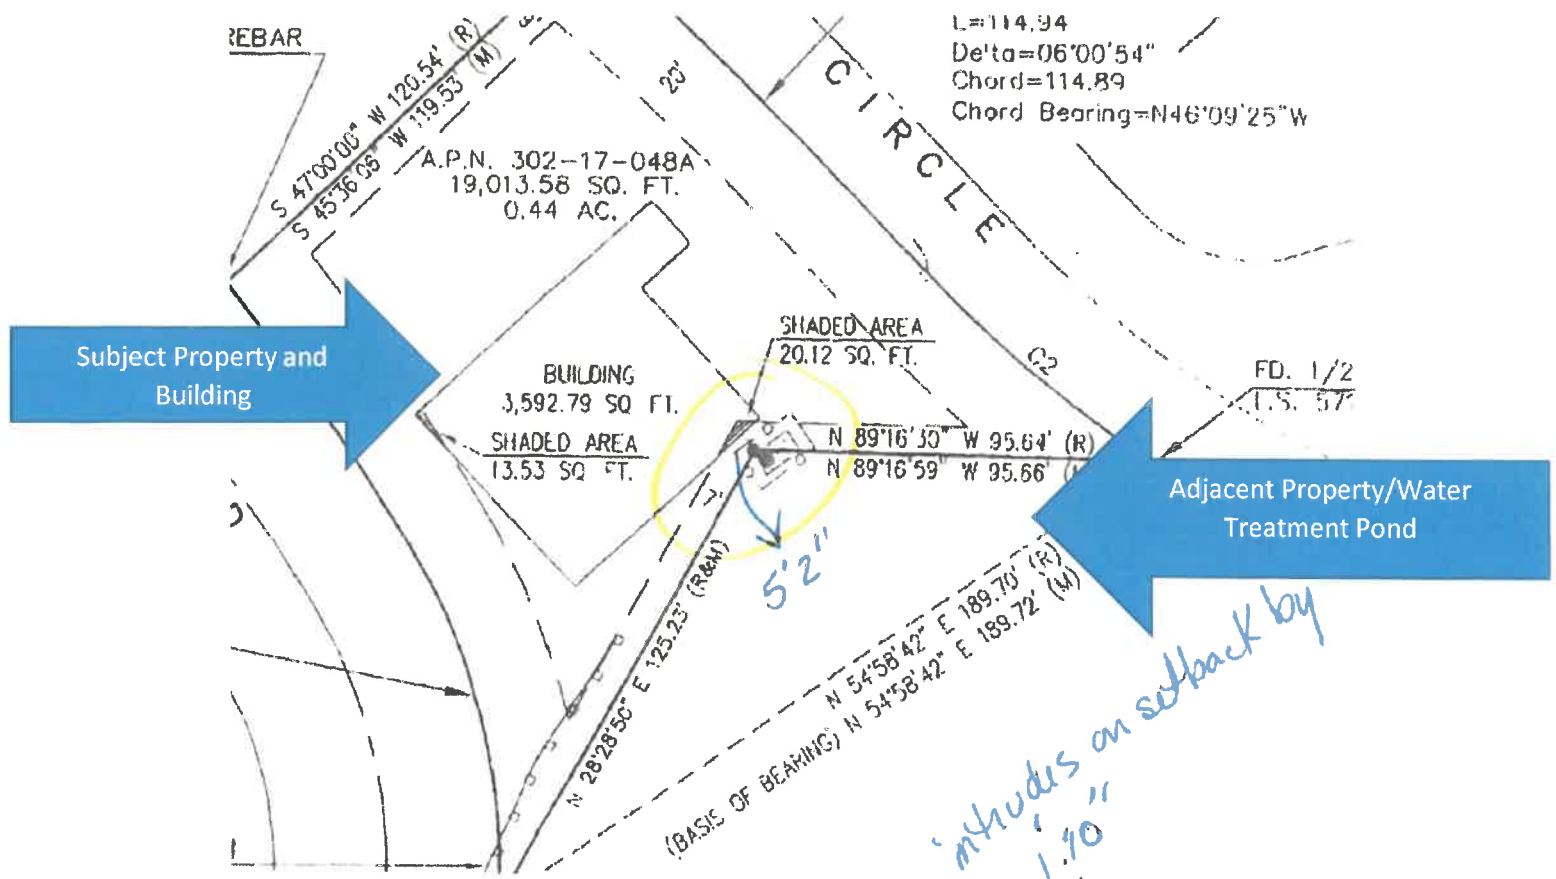 REBAR
S 47°00'00" W 120.54' (R)
S 45°36'06" W 119.53 (M)
20'
L=114.94
Delta=06°00'54"
Chord=114.89
Chord Bearing=N46°09'25"W
CIRCLE
A.P.N. 302-17-048A
19,013.58 SQ. FT.
0.44 AC.
Subject Property and
Building
SHADED AREA
20.12 SQ. FT.
C2
BUILDING
3,592.79 SQ FT.
FD. 1/2
L.S. 57
SHADED AREA
13.53 SQ FT.
N 89°16'30" W 95.64' (R)
N 89°16'59 W 95.66'
7'
Adjacent Property/Water
Treatment Pond
5'2"
N 28°28'50" E 125.23' (R&M)
N 54°58'42" E 189.70' (R)
(BASIS OF BEARING) N 54°58'42" E 189.72' (M)
intrudes on setback by
1'10"